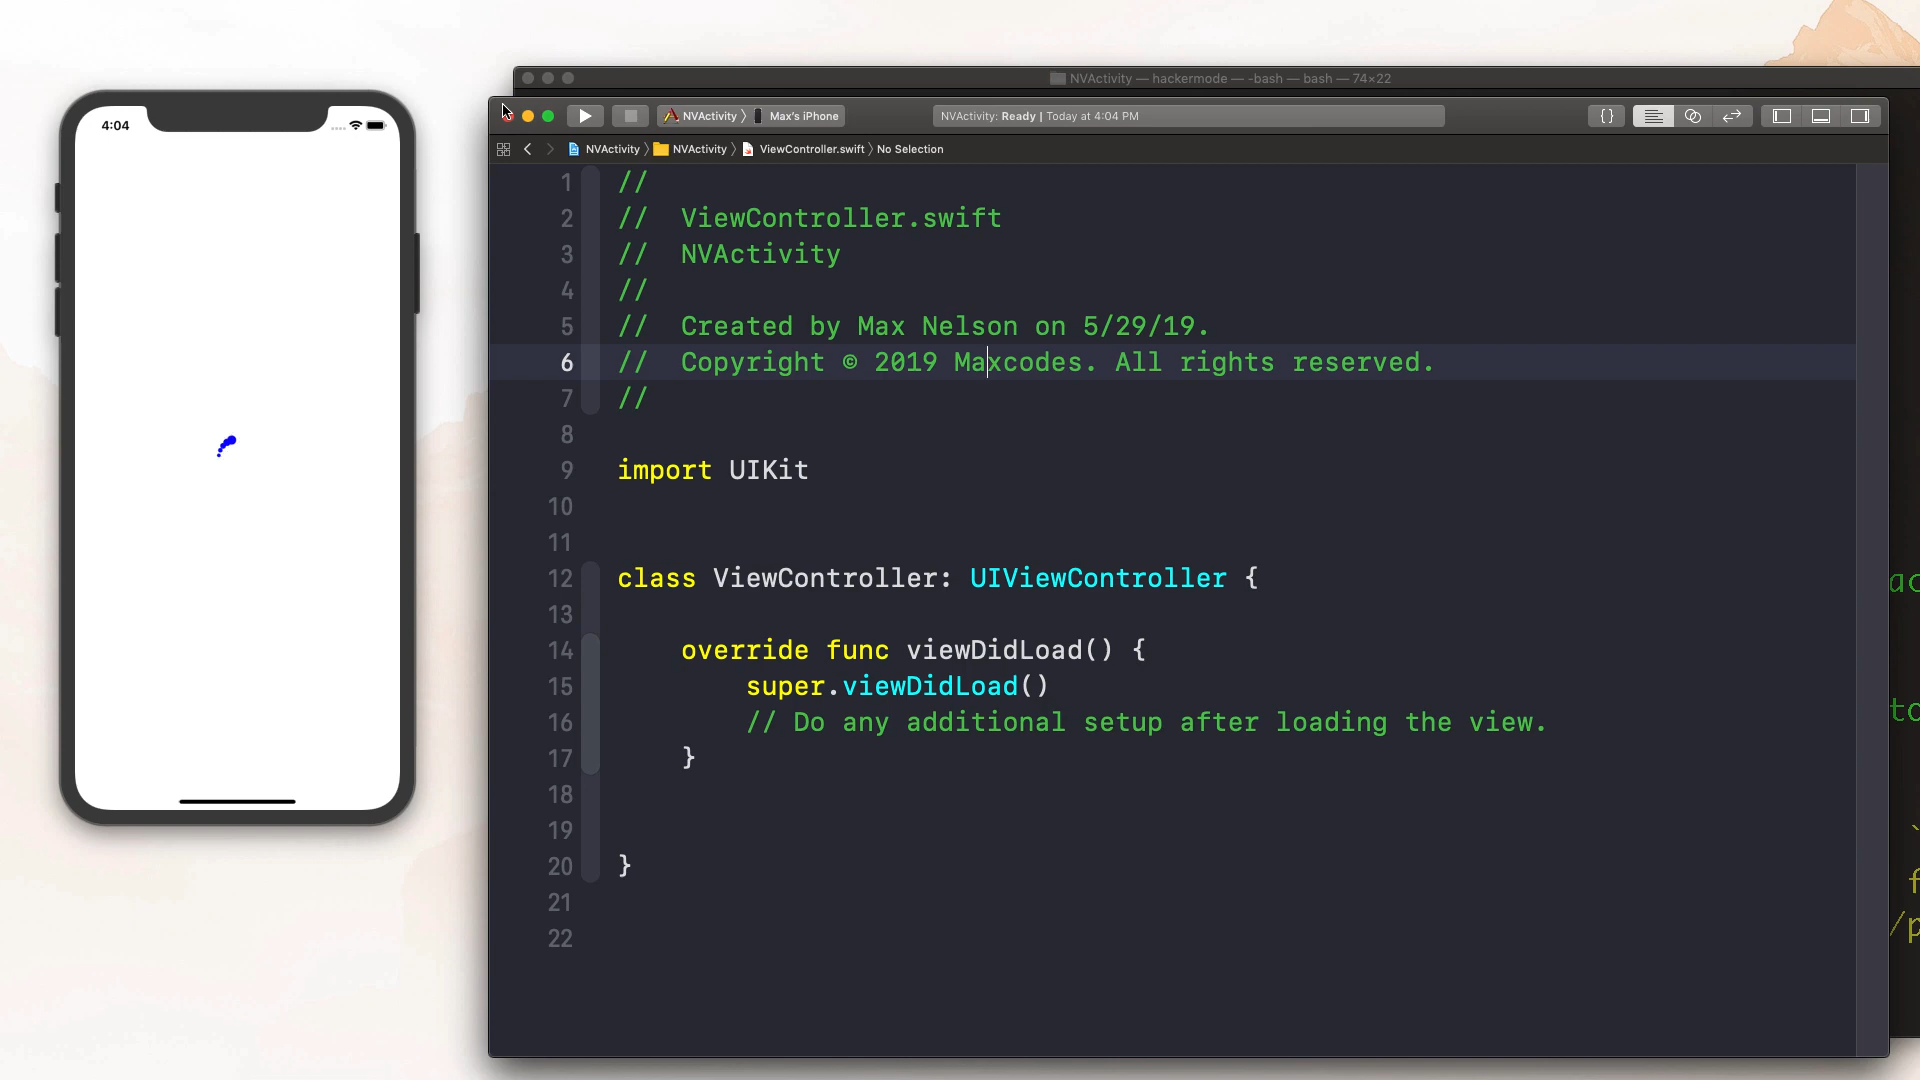 4:04
NVActivity — hackermode — -bash — bash — 74×22
NVActivity 〉 Max's iPhone
NVActivity: Ready | Today at 4:04 PM
{}
NVActivity 〉 NVActivity 〉 ViewController.swift 〉 No Selection
1 //
2 //  ViewController.swift
3 //  NVActivity
4 //
5 //  Created by Max Nelson on 5/29/19.
6 //  Copyright © 2019 Maxcodes. All rights reserved.
7 //
8
9 import UIKit
10
11
12 class ViewController: UIViewController {
13
14     override func viewDidLoad() {
15         super.viewDidLoad()
16         // Do any additional setup after loading the view.
17     }
18
19
20 }
21
22